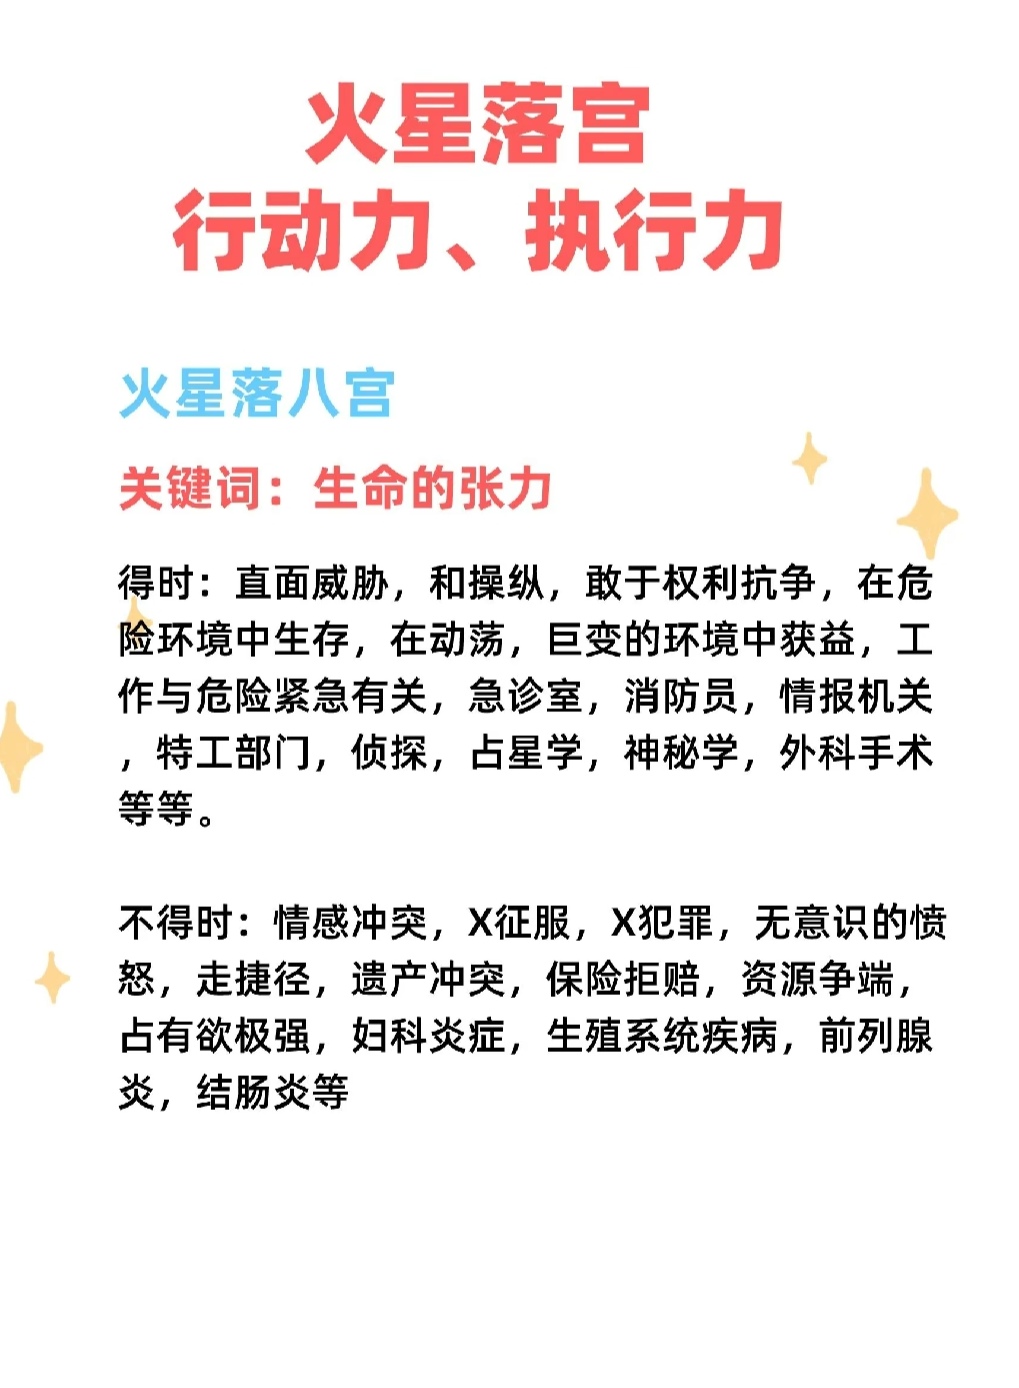 火星落宫
行动力、执行力
火星落八宫
关键词：生命的张力
得时：直面威胁，和操纵，敢于权利抗争，在危
险环境中生存，在动荡，巨变的环境中获益，工
作与危险紧急有关，急诊室，消防员，情报机关
，特工部门，侦探，占星学，神秘学，外科手术
等等。
不得时：情感冲突，X征服，X犯罪，无意识的愤
怒，走捷径，遗产冲突，保险拒赔，资源争端，
占有欲极强，妇科炎症，生殖系统疾病，前列腺
炎，结肠炎等